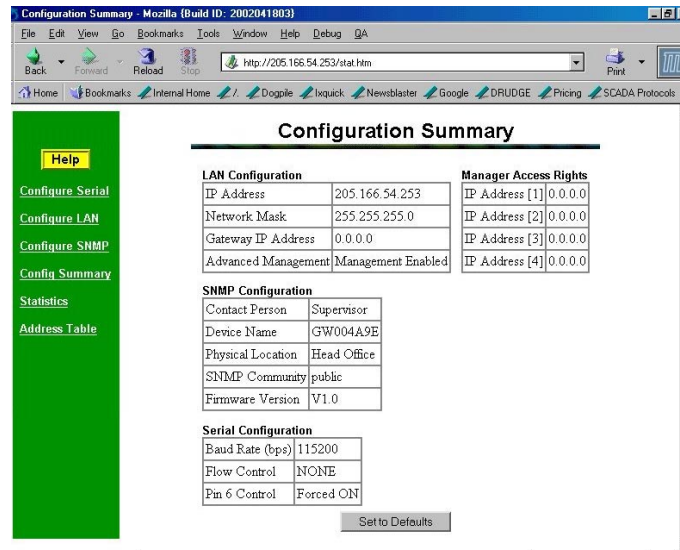 Configuration Summary - Mozilla {Build ID: 2002041803}
File Edit View Go Bookmarks Tools Window Help Debug QA
Back Forward Reload Stop http://205.166.54.253/stat.htm Print
Home Bookmarks Internal Home /. Dogpile Ixquick Newsblaster Google DRUDGE Pricing SCADA Protocols
Configuration Summary
Help
Configure Serial
Configure LAN
Configure SNMP
Config Summary
Statistics
Address Table
LAN Configuration
IP Address 205.166.54.253
Network Mask 255.255.255.0
Gateway IP Address 0.0.0.0
Advanced Management Management Enabled
Manager Access Rights
IP Address [1] 0.0.0.0
IP Address [2] 0.0.0.0
IP Address [3] 0.0.0.0
IP Address [4] 0.0.0.0
SNMP Configuration
Contact Person Supervisor
Device Name GW004A9E
Physical Location Head Office
SNMP Community public
Firmware Version V1.0
Serial Configuration
Baud Rate (bps) 115200
Flow Control NONE
Pin 6 Control Forced ON
Set to Defaults